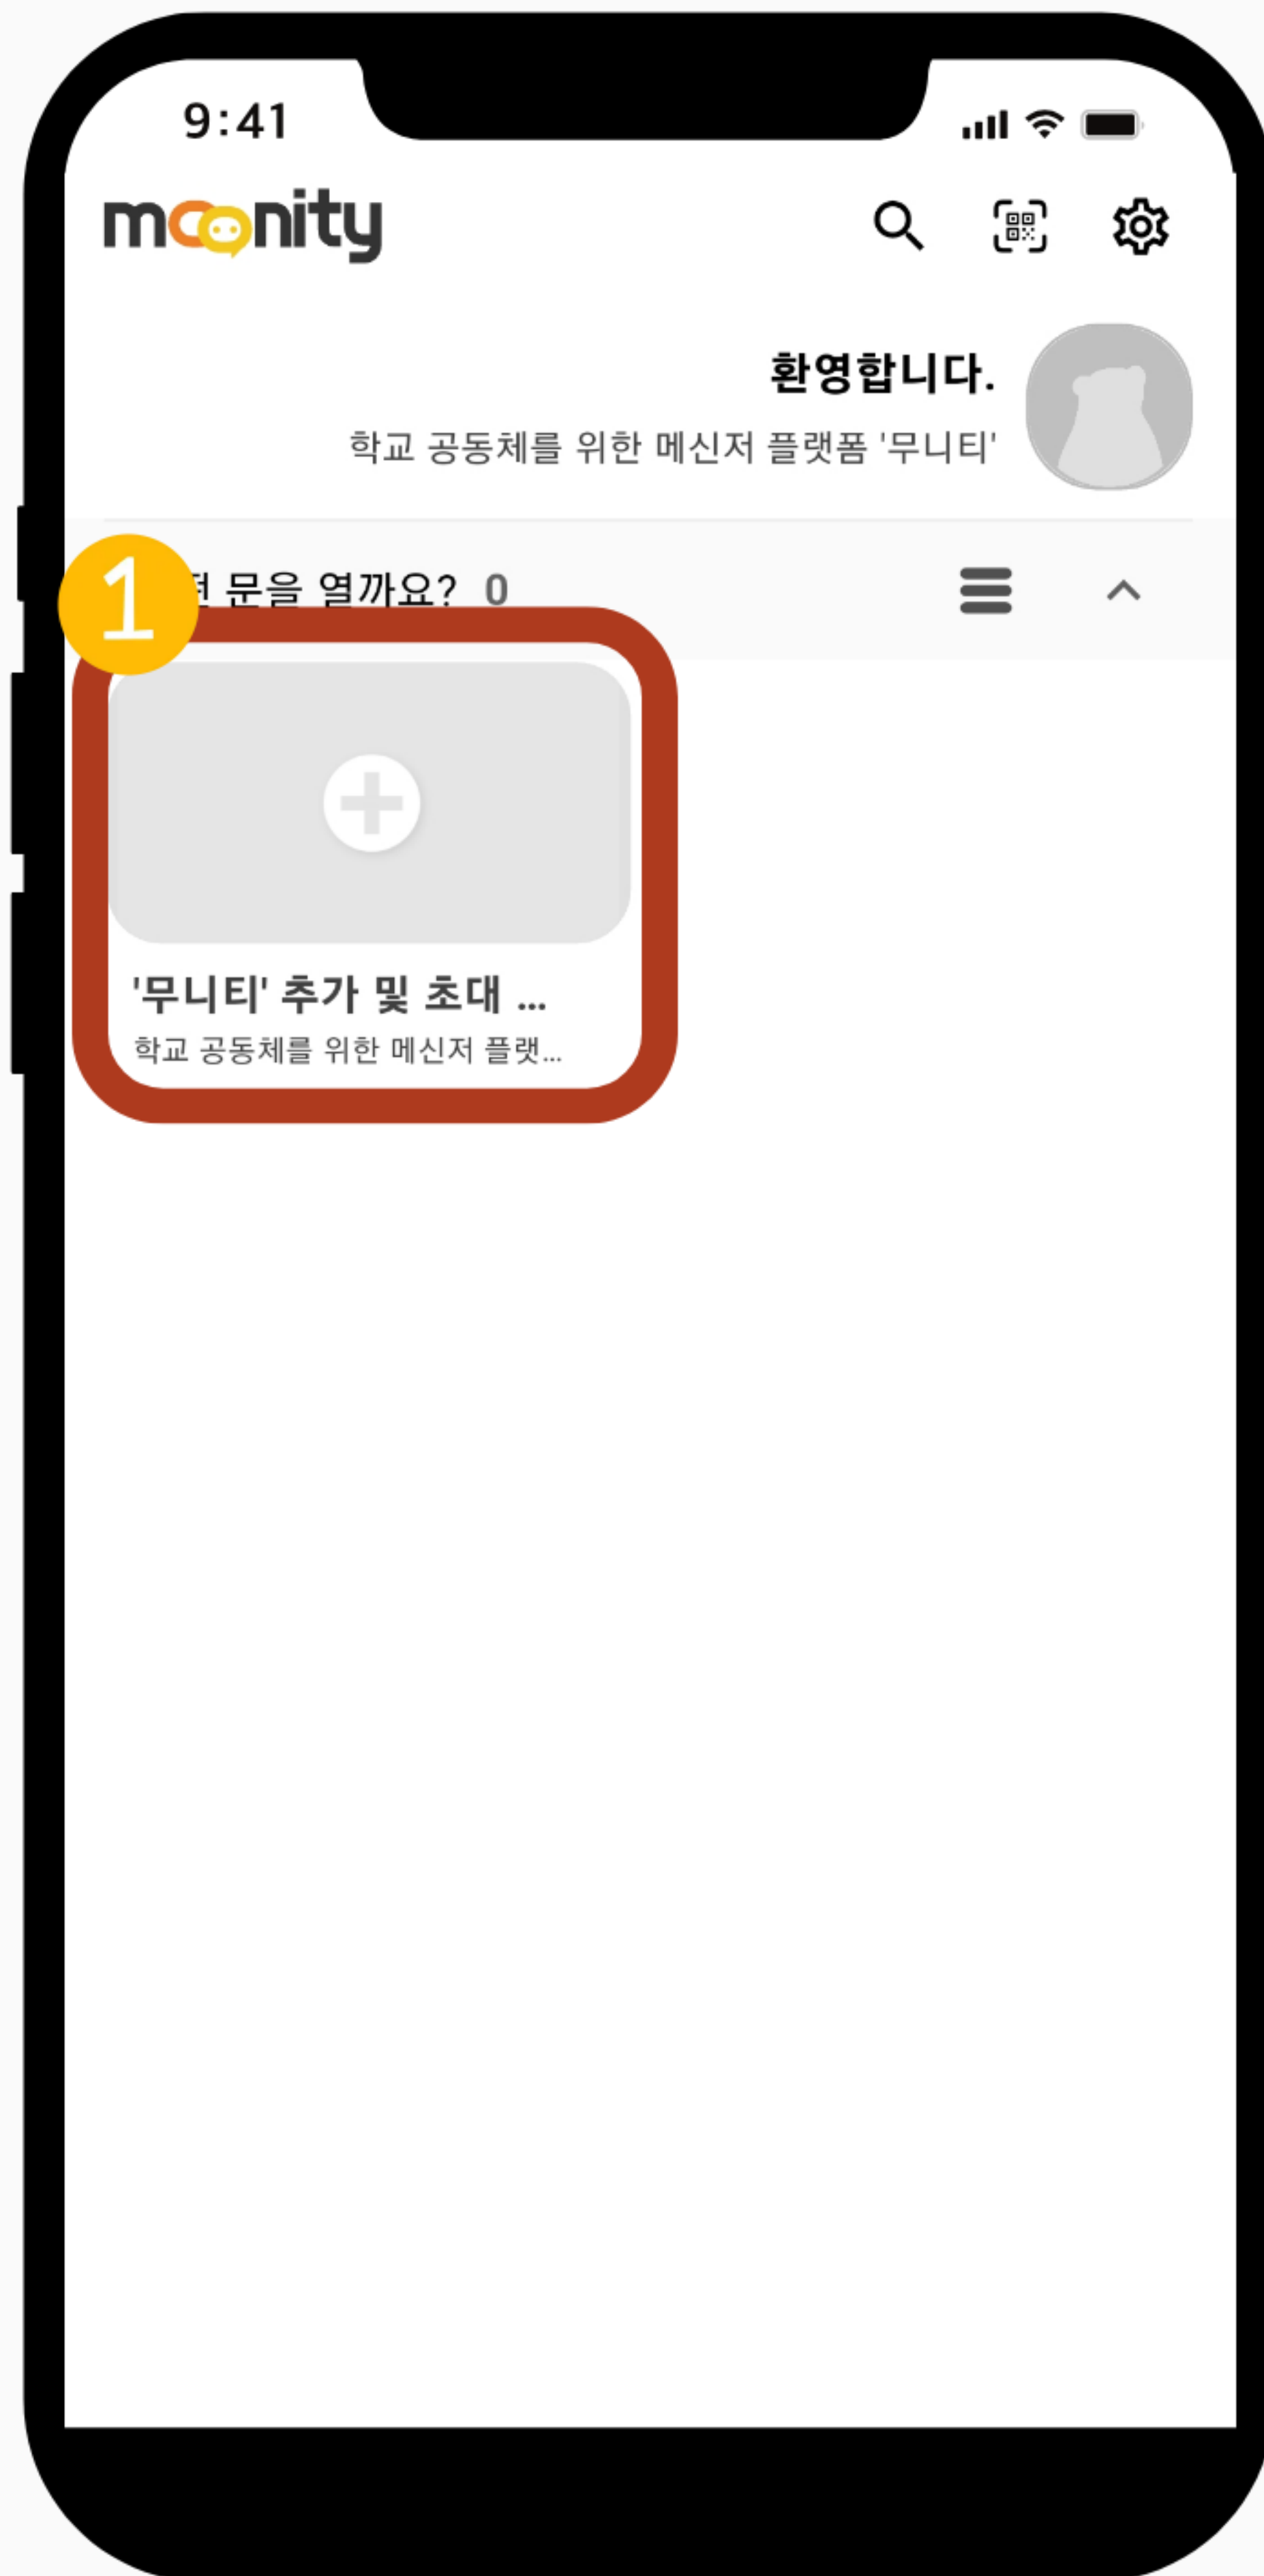 9:41
moonity
환영합니다.
학교 공동체를 위한 메신저 플랫폼 '무니티'
1
문을 열까요? 0
'무니티' 추가 및 초대 ...
학교 공동체를 위한 메신저 플랫...